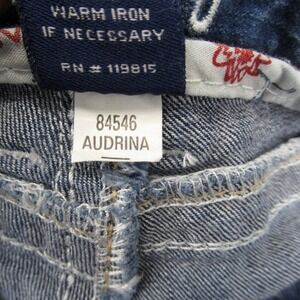 WARM IRON
IF NECESSARY
RN # 119815
84546
AUDRINA